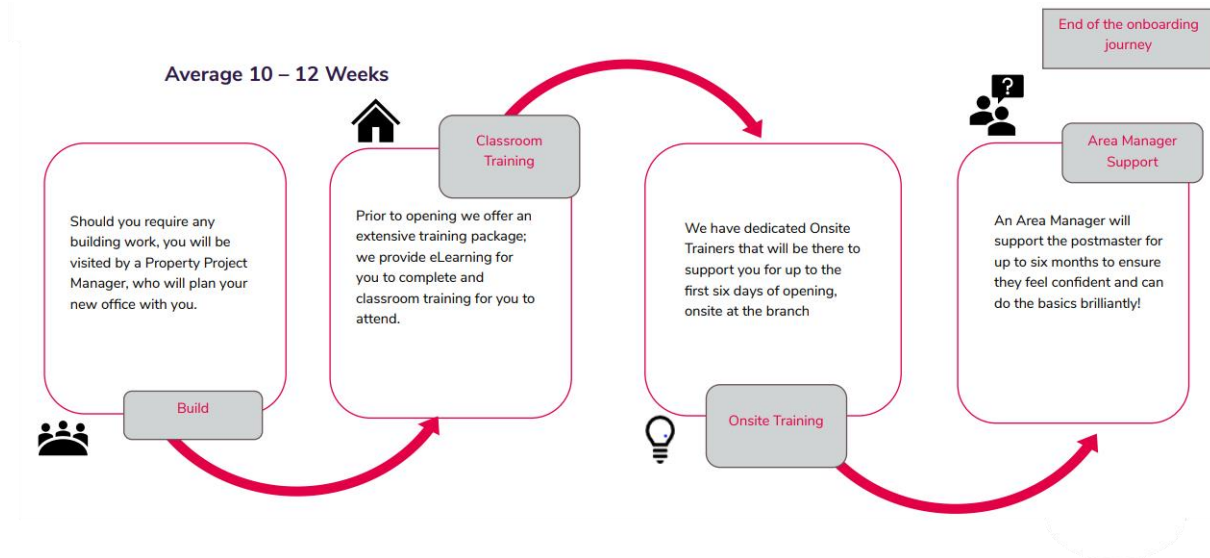 End of the onboarding
journey
Average 10 – 12 Weeks
Should you require any
building work, you will be
visited by a Property Project
Manager, who will plan your
new office with you.
Build
Classroom
Training
Prior to opening we offer an
extensive training package;
we provide eLearning for
you to complete and
classroom training for you to
attend.
We have dedicated Onsite
Trainers that will be there to
support you for up to the
first six days of opening,
onsite at the branch
Onsite Training
?
Area Manager
Support
An Area Manager will
support the postmaster for
up to six months to ensure
they feel confident and can
do the basics brilliantly!